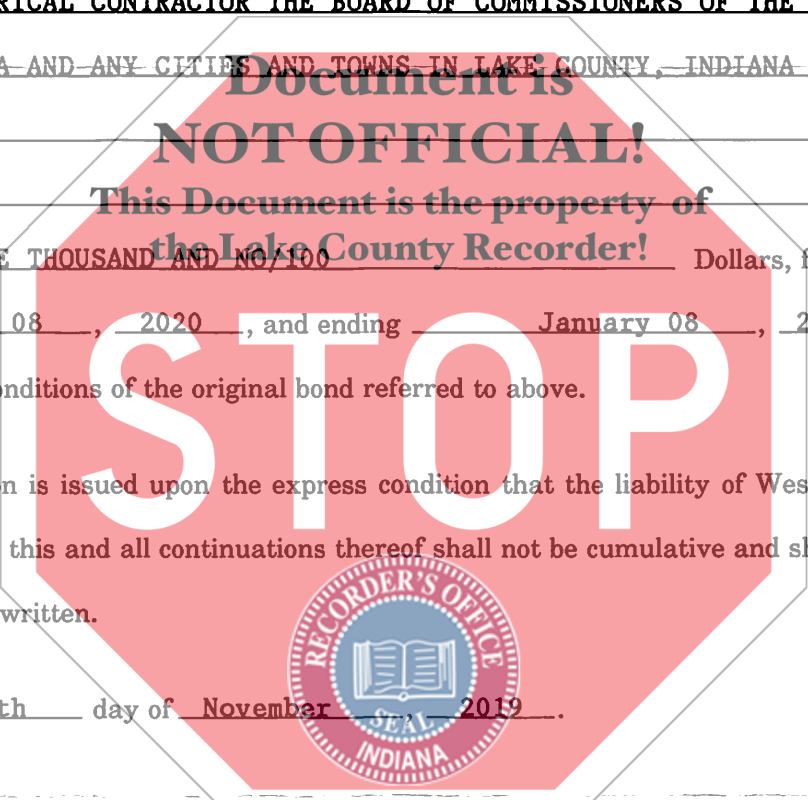 RICAL CONTRACTOR THE BOARD OF COMMISSIONERS OF THE
A AND ANY CITIES AND TOWNS IN LAKE COUNTY, INDIANA
Document is
NOT OFFICIAL!
This Document is the property of
the Lake County Recorder!
E THOUSAND AND NO/100 Dollars, f
08, 2020, and ending January 08, 2
STOP
onditions of the original bond referred to above.
n is issued upon the express condition that the liability of Wes
this and all continuations thereof shall not be cumulative and sh
written.
RECORDER'S OFFICE
SEAL
INDIANA
th day of November, 2019.